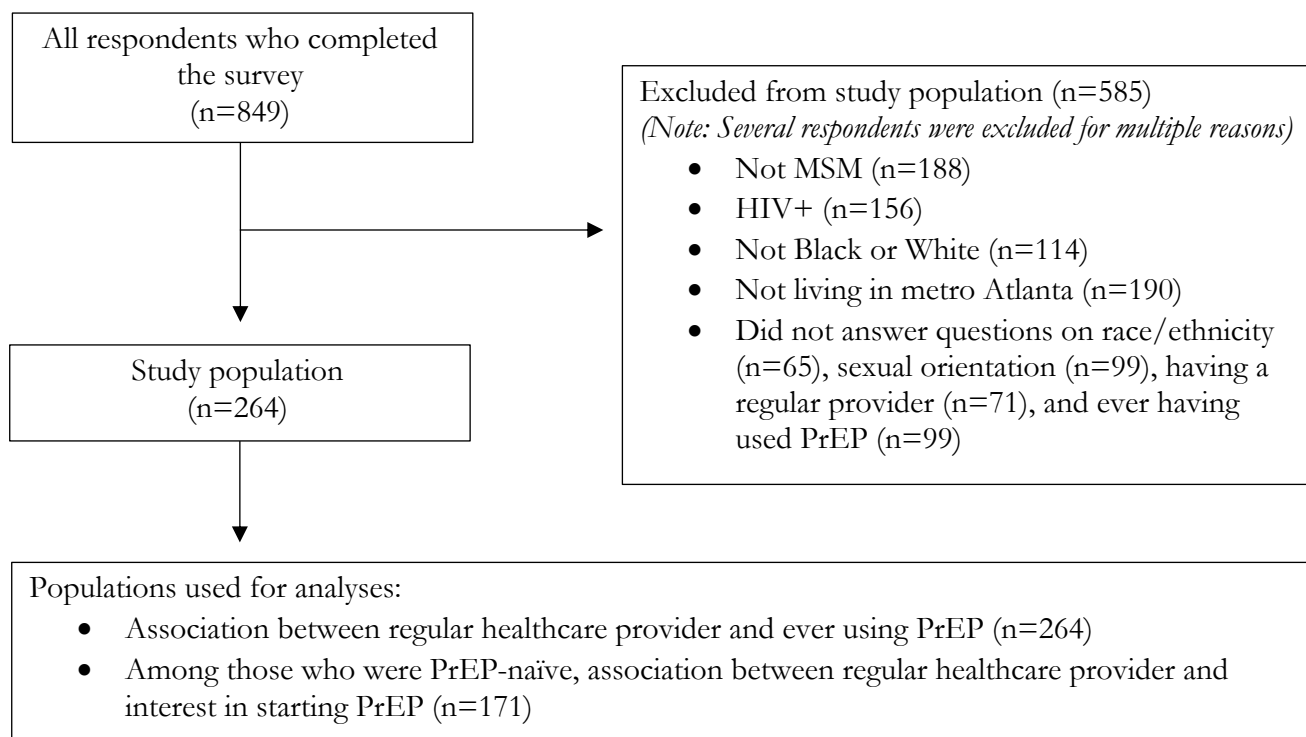 All respondents who completed
the survey
(n=849)
Excluded from study population (n=585)
(Note: Several respondents were excluded for multiple reasons)
• Not MSM (n=188)
• HIV+ (n=156)
• Not Black or White (n=114)
• Not living in metro Atlanta (n=190)
• Did not answer questions on race/ethnicity
(n=65), sexual orientation (n=99), having a
regular provider (n=71), and ever having
used PrEP (n=99)
Study population
(n=264)
Populations used for analyses:
• Association between regular healthcare provider and ever using PrEP (n=264)
• Among those who were PrEP-naïve, association between regular healthcare provider and
interest in starting PrEP (n=171)